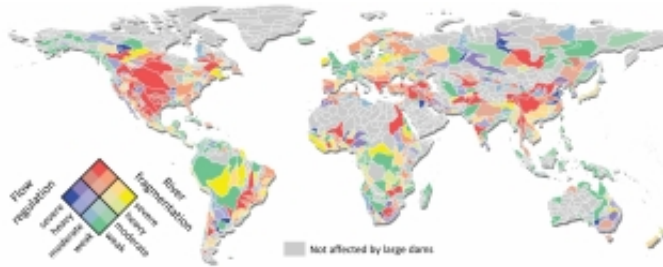 Flow
regulation
severe
heavy
moderate
weak
River
fragmentation
severe
heavy
moderate
weak
Not affected by large dams